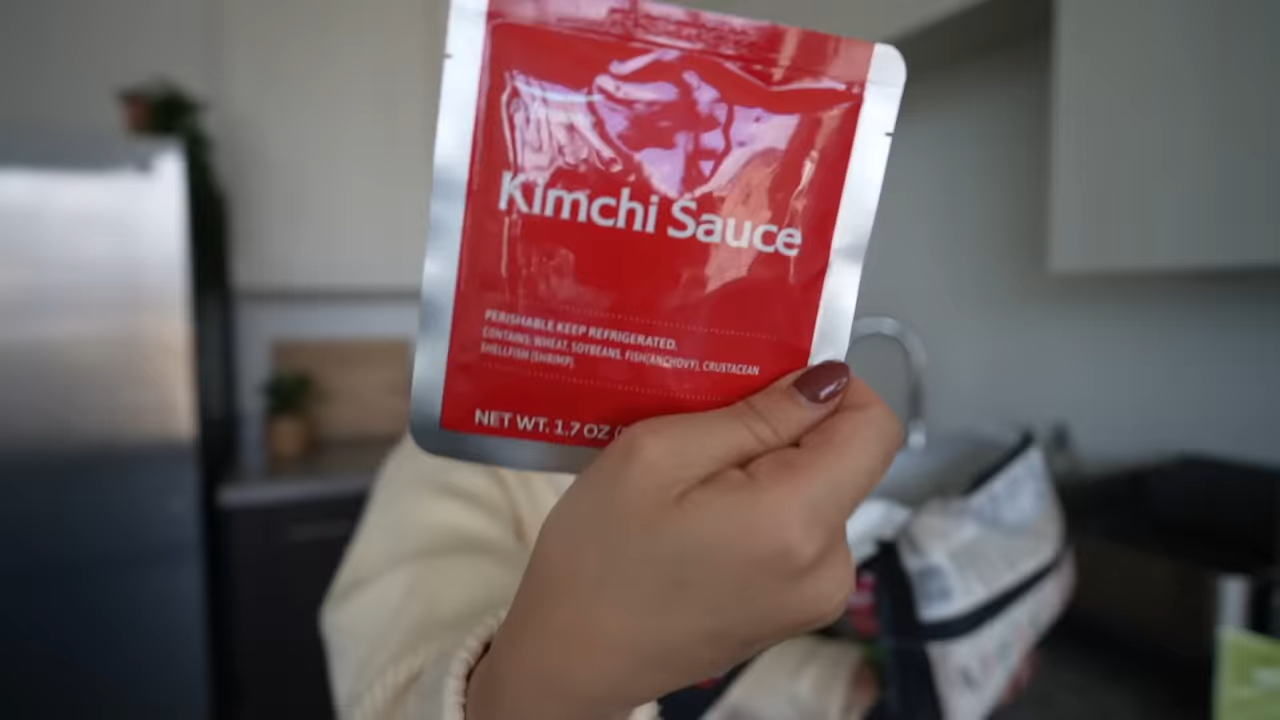 Kimchi Sauce
PERISHABLE KEEP REFRIGERATED.
CONTAINS: WHEAT, SOYBEANS, FISH(ANCHOVY), CRUSTACEAN
SHELLFISH (SHRIMP)
NET WT. 1.7 OZ (